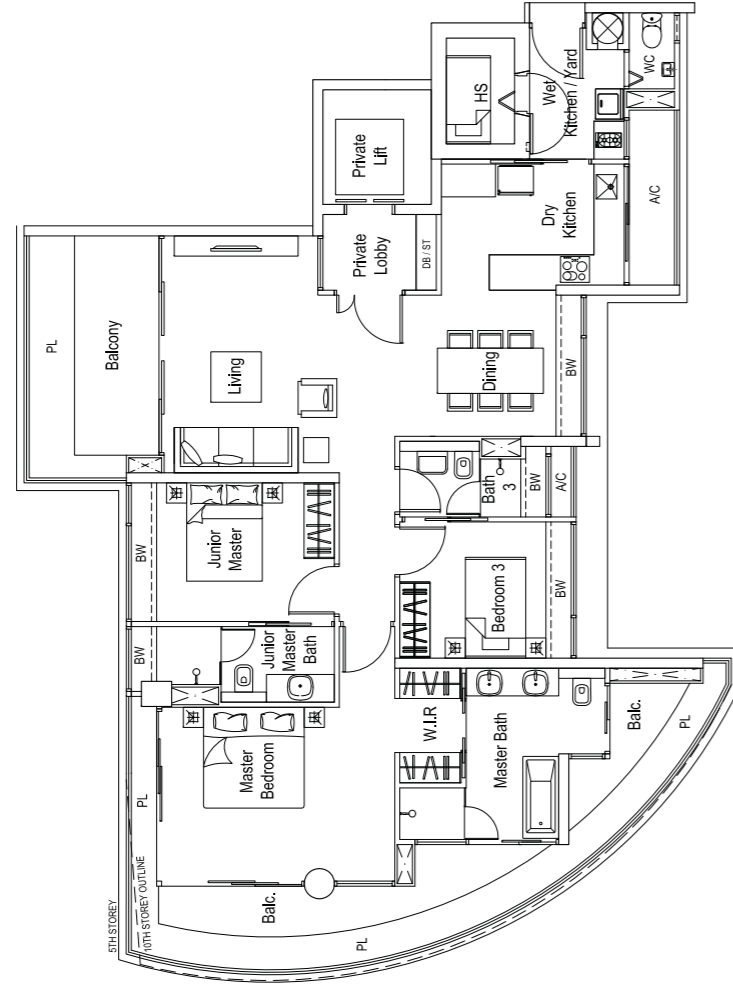 WC
Wet
Kitchen / Yard
HS
A/C
Private
Lift
Dry
Kitchen
Private
Lobby
DB / ST
PL
Balcony
Living
Dining
BW
Bath
3
BW
A/C
Junior
Master
BW
Bedroom 3
BW
BW
Junior
Master
Bath
W.I.R
Master
Bedroom
Master Bath
Balc.
PL
PL
5TH STOREY
10TH STOREY OUTLINE
Balc.
PL